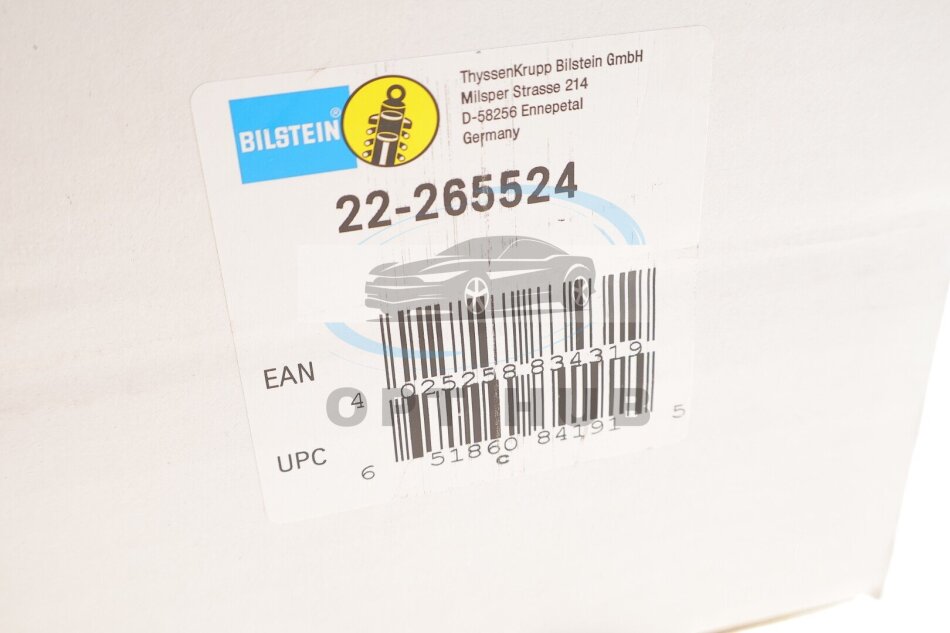 BILSTEIN®
ThyssenKrupp Bilstein GmbH
Milsper Strasse 214
D-58256 Ennepetal
Germany
22-265524
EAN
4 025258 834319
OPTHUB
UPC
6 51860 84191 5
C